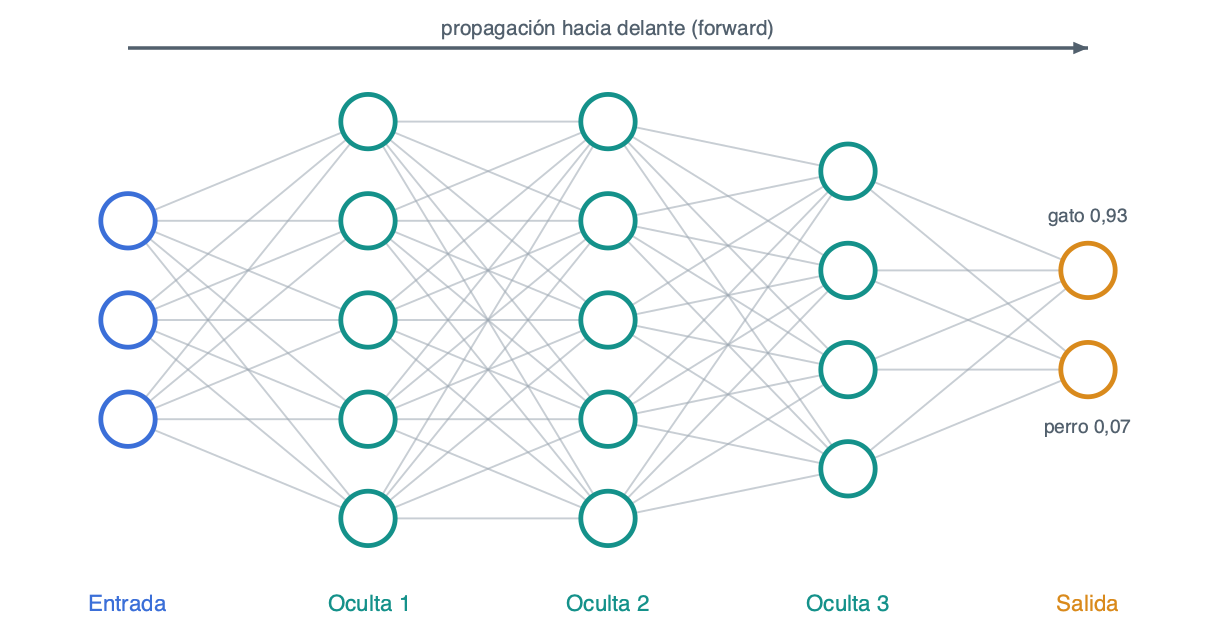 propagación hacia delante (forward)
gato 0,93
perro 0,07
Entrada
Oculta 1
Oculta 2
Oculta 3
Salida